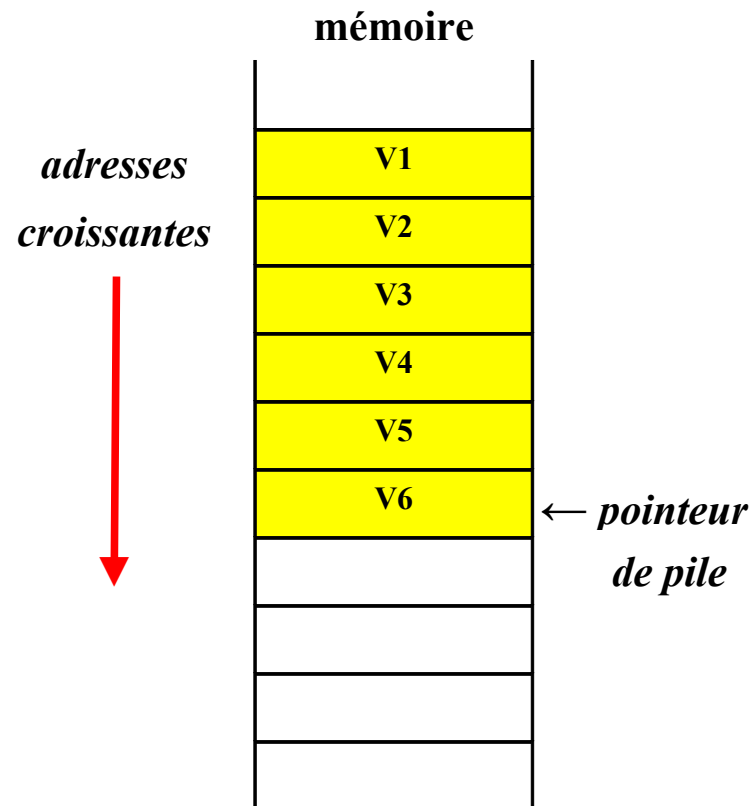 mémoire
adresses
croissantes
V1
V2
V3
V4
V5
V6
← pointeur
de pile